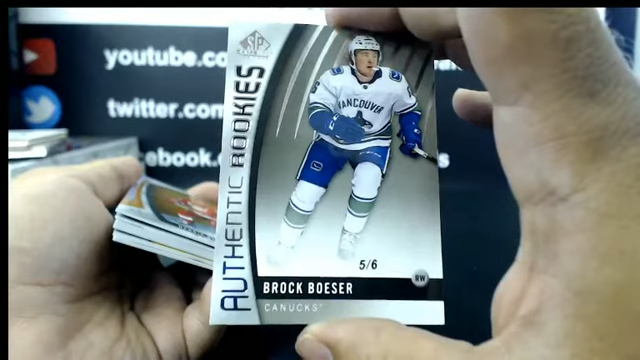 youtube.co
twitter.com
cebook.c
SP
AUTHENTIC ROOKIES
VANCOUVER
5/6
RW
BROCK BOESER
CANUCKS